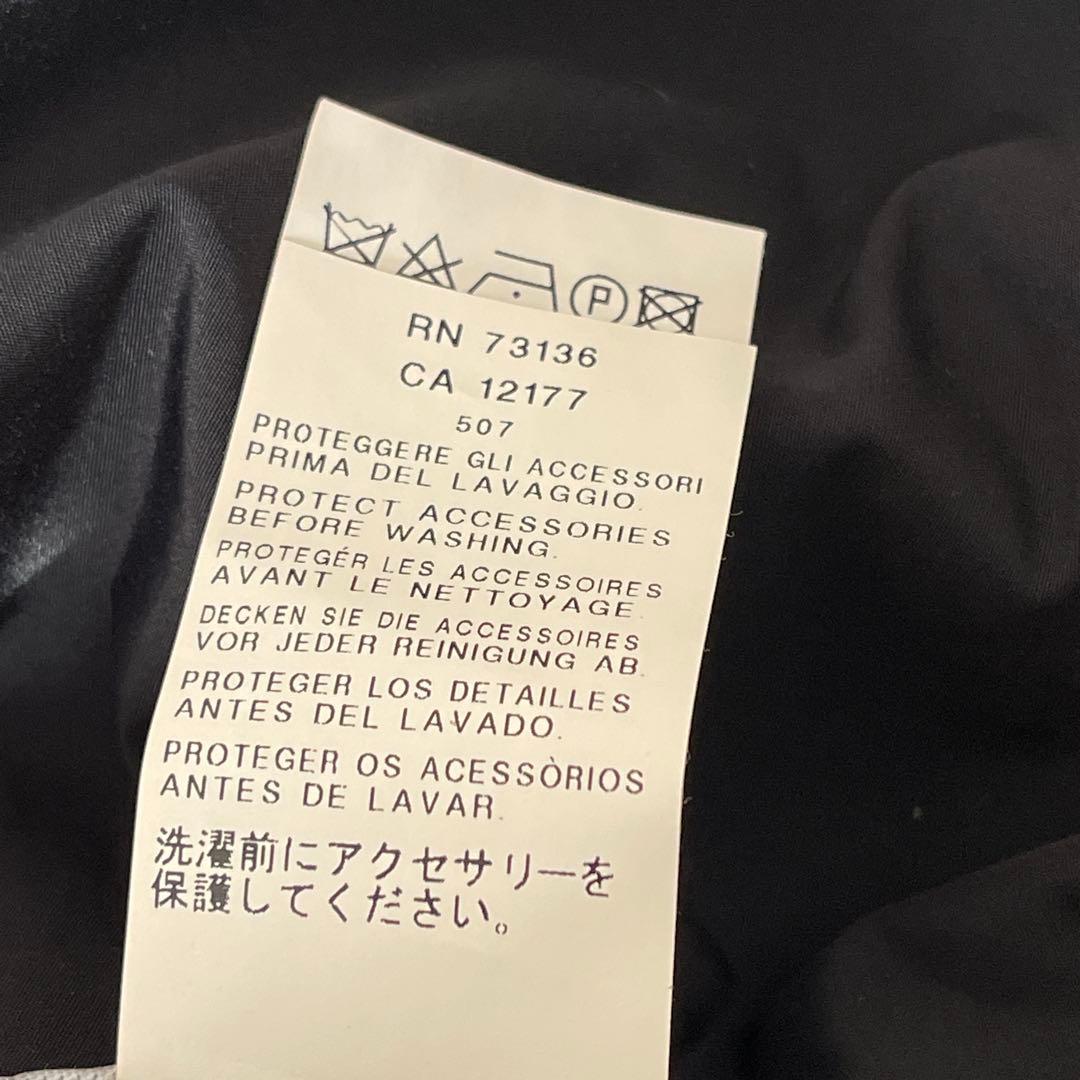 P
RN 73136
CA 12177
507
PROTEGGERE GLI ACCESSORI
PRIMA DEL LAVAGGIO.
PROTECT ACCESSORIES
BEFORE WASHING.
PROTEGÉR LES ACCESSOIRES
AVANT LE NETTOYAGE.
DECKEN SIE DIE ACCESSOIRES
VOR JEDER REINIGUNG AB.
PROTEGER LOS DETAILLES
ANTES DEL LAVADO.
PROTEGER OS ACESSÒRIOS
ANTES DE LAVAR.
洗濯前にアクセサリーを
保護してください。